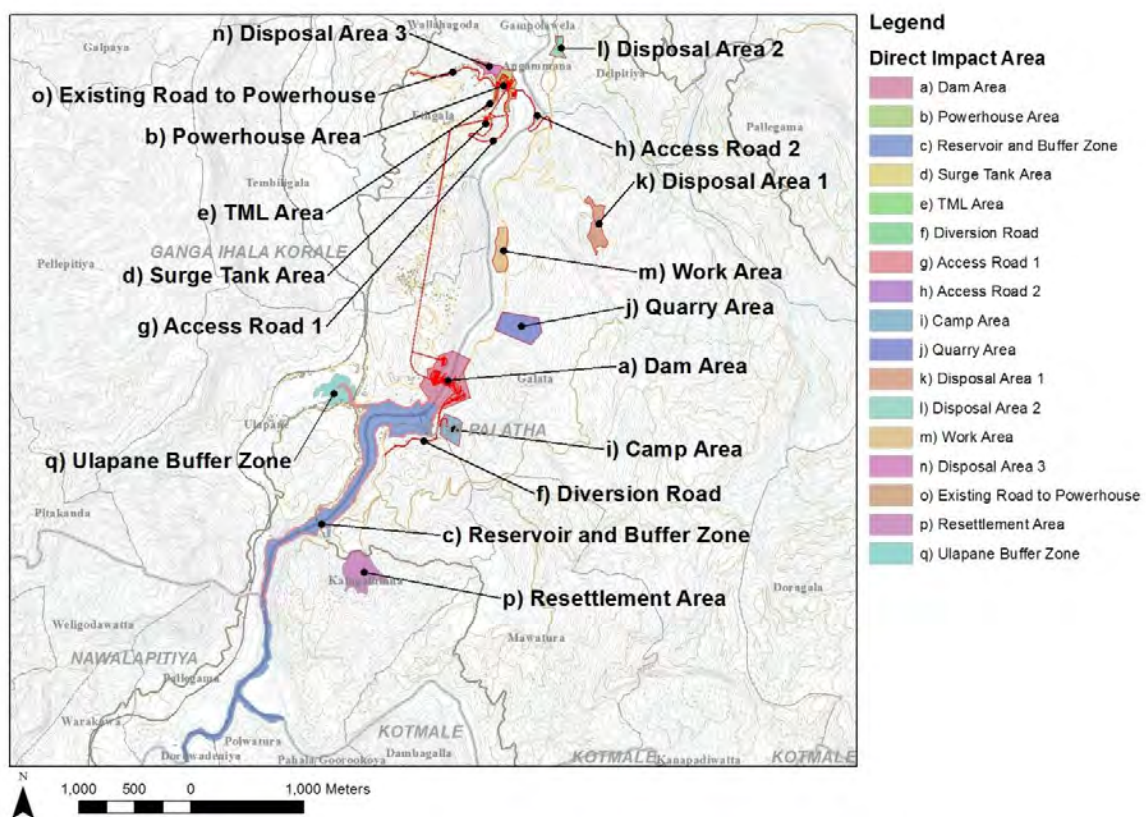 Wallahagoda
Gampolawela
n) Disposal Area 3
l) Disposal Area 2
Galpaya
Angammana
Delpitiya
o) Existing Road to Powerhouse
b) Powerhouse Area
Pallegama
h) Access Road 2
k) Disposal Area 1
Tembiligala
e) TML Area
GANGA IHALA KORALE
Pellepitiya
d) Surge Tank Area
m) Work Area
g) Access Road 1
j) Quarry Area
a) Dam Area
Galata
Ulapane
PALATHA
i) Camp Area
q) Ulapane Buffer Zone
f) Diversion Road
Pitakanda
c) Reservoir and Buffer Zone
p) Resettlement Area
Doragala
Weligodawatta
Mawatura
NAWALAPITIYA
Pallegama
Warakawa
KOTMALE
Polwatura
Dambagalla
KOTMALE
KOTMALE
Pahala Goorookoya
Kanapadiwatta
N
1,000 500 0 1,000 Meters
Legend
Direct Impact Area
a) Dam Area
b) Powerhouse Area
c) Reservoir and Buffer Zone
d) Surge Tank Area
e) TML Area
f) Diversion Road
g) Access Road 1
h) Access Road 2
i) Camp Area
j) Quarry Area
k) Disposal Area 1
l) Disposal Area 2
m) Work Area
n) Disposal Area 3
o) Existing Road to Powerhouse
p) Resettlement Area
q) Ulapane Buffer Zone